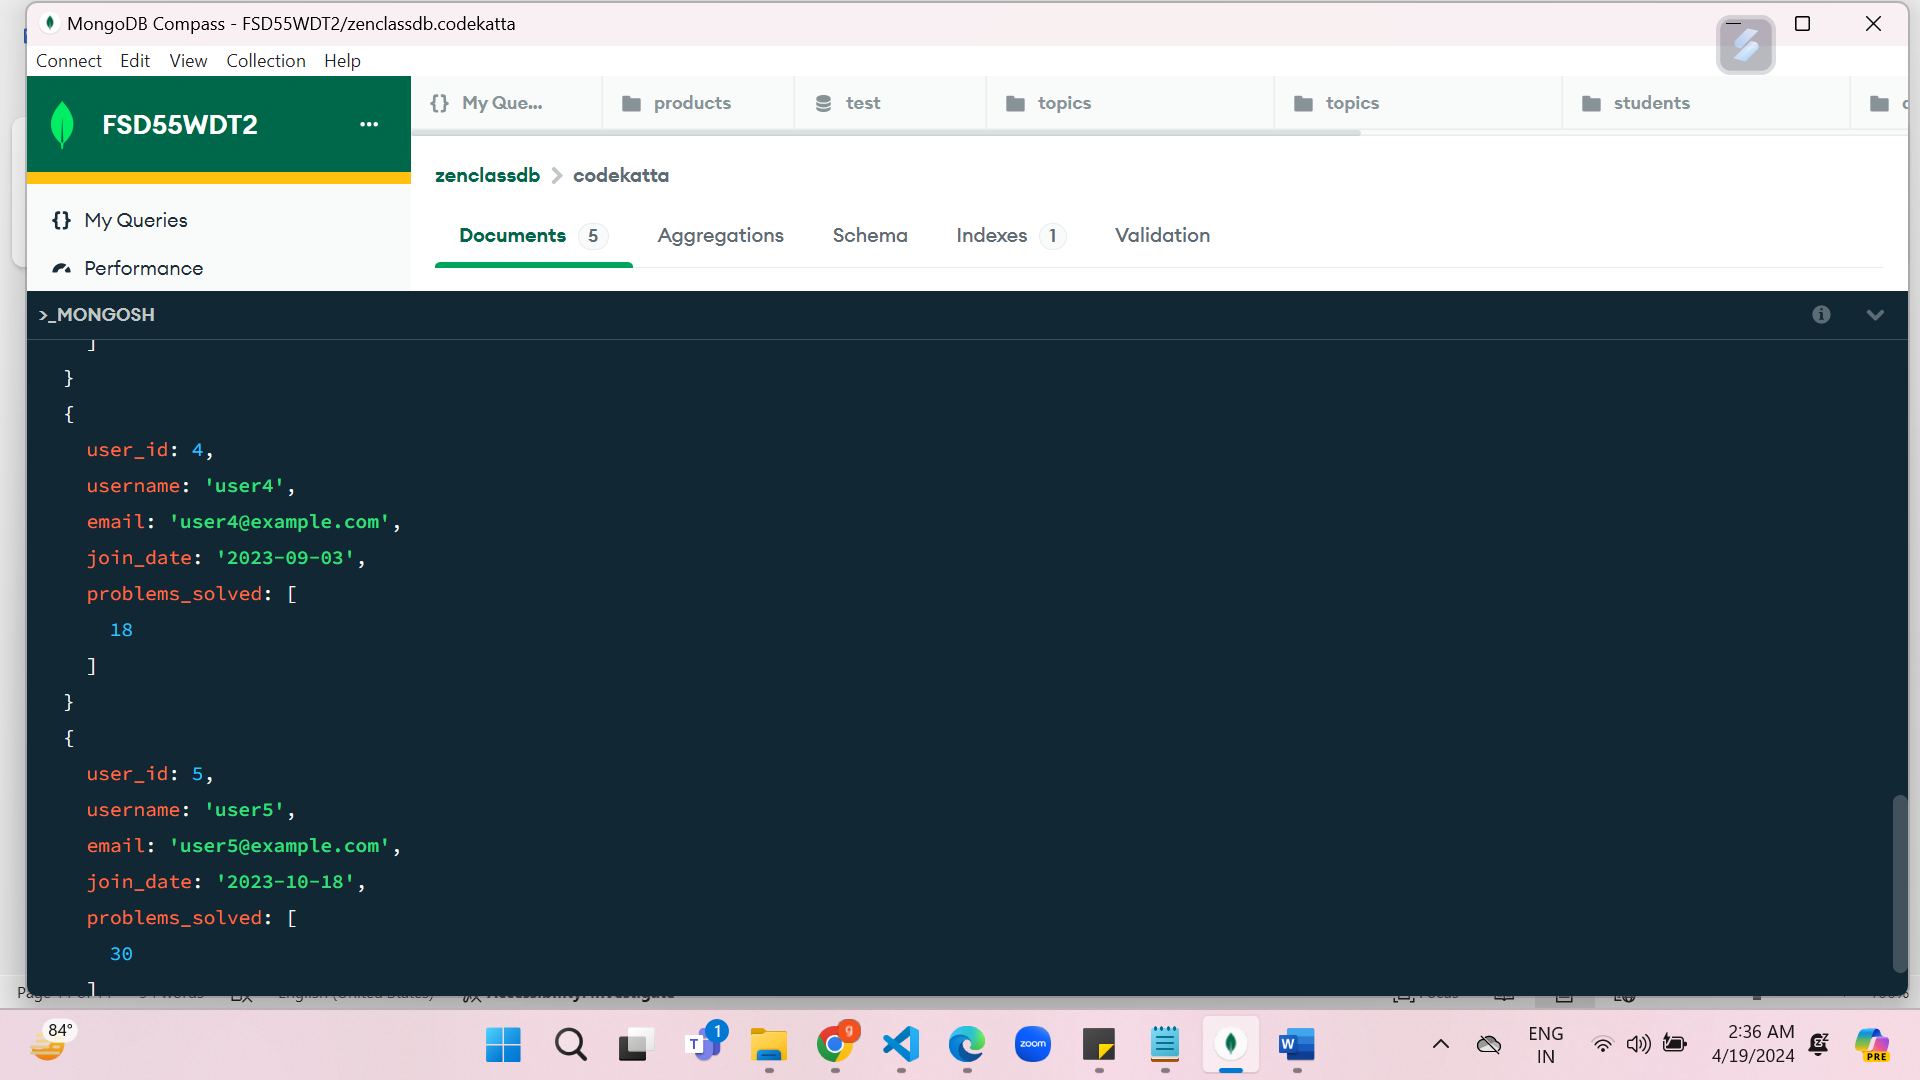 MongoDB Compass - FSD55WDT2/zenclassdb.codekatta
Connect Edit View Collection Help
FSD55WDT2 ...
{} My Que... products test topics topics students
zenclassdb > codekatta
{} My Queries
Documents 5 Aggregations Schema Indexes 1 Validation
Performance
>_MONGOSH
]
}
{
user_id: 4,
username: 'user4',
email: 'user4@example.com',
join_date: '2023-09-03',
problems_solved: [
18
]
}
{
user_id: 5,
username: 'user5',
email: 'user5@example.com',
join_date: '2023-10-18',
problems_solved: [
30
]
84°
T 1
g
zoom
W
ENG
IN
2:36 AM
4/19/2024
PRE